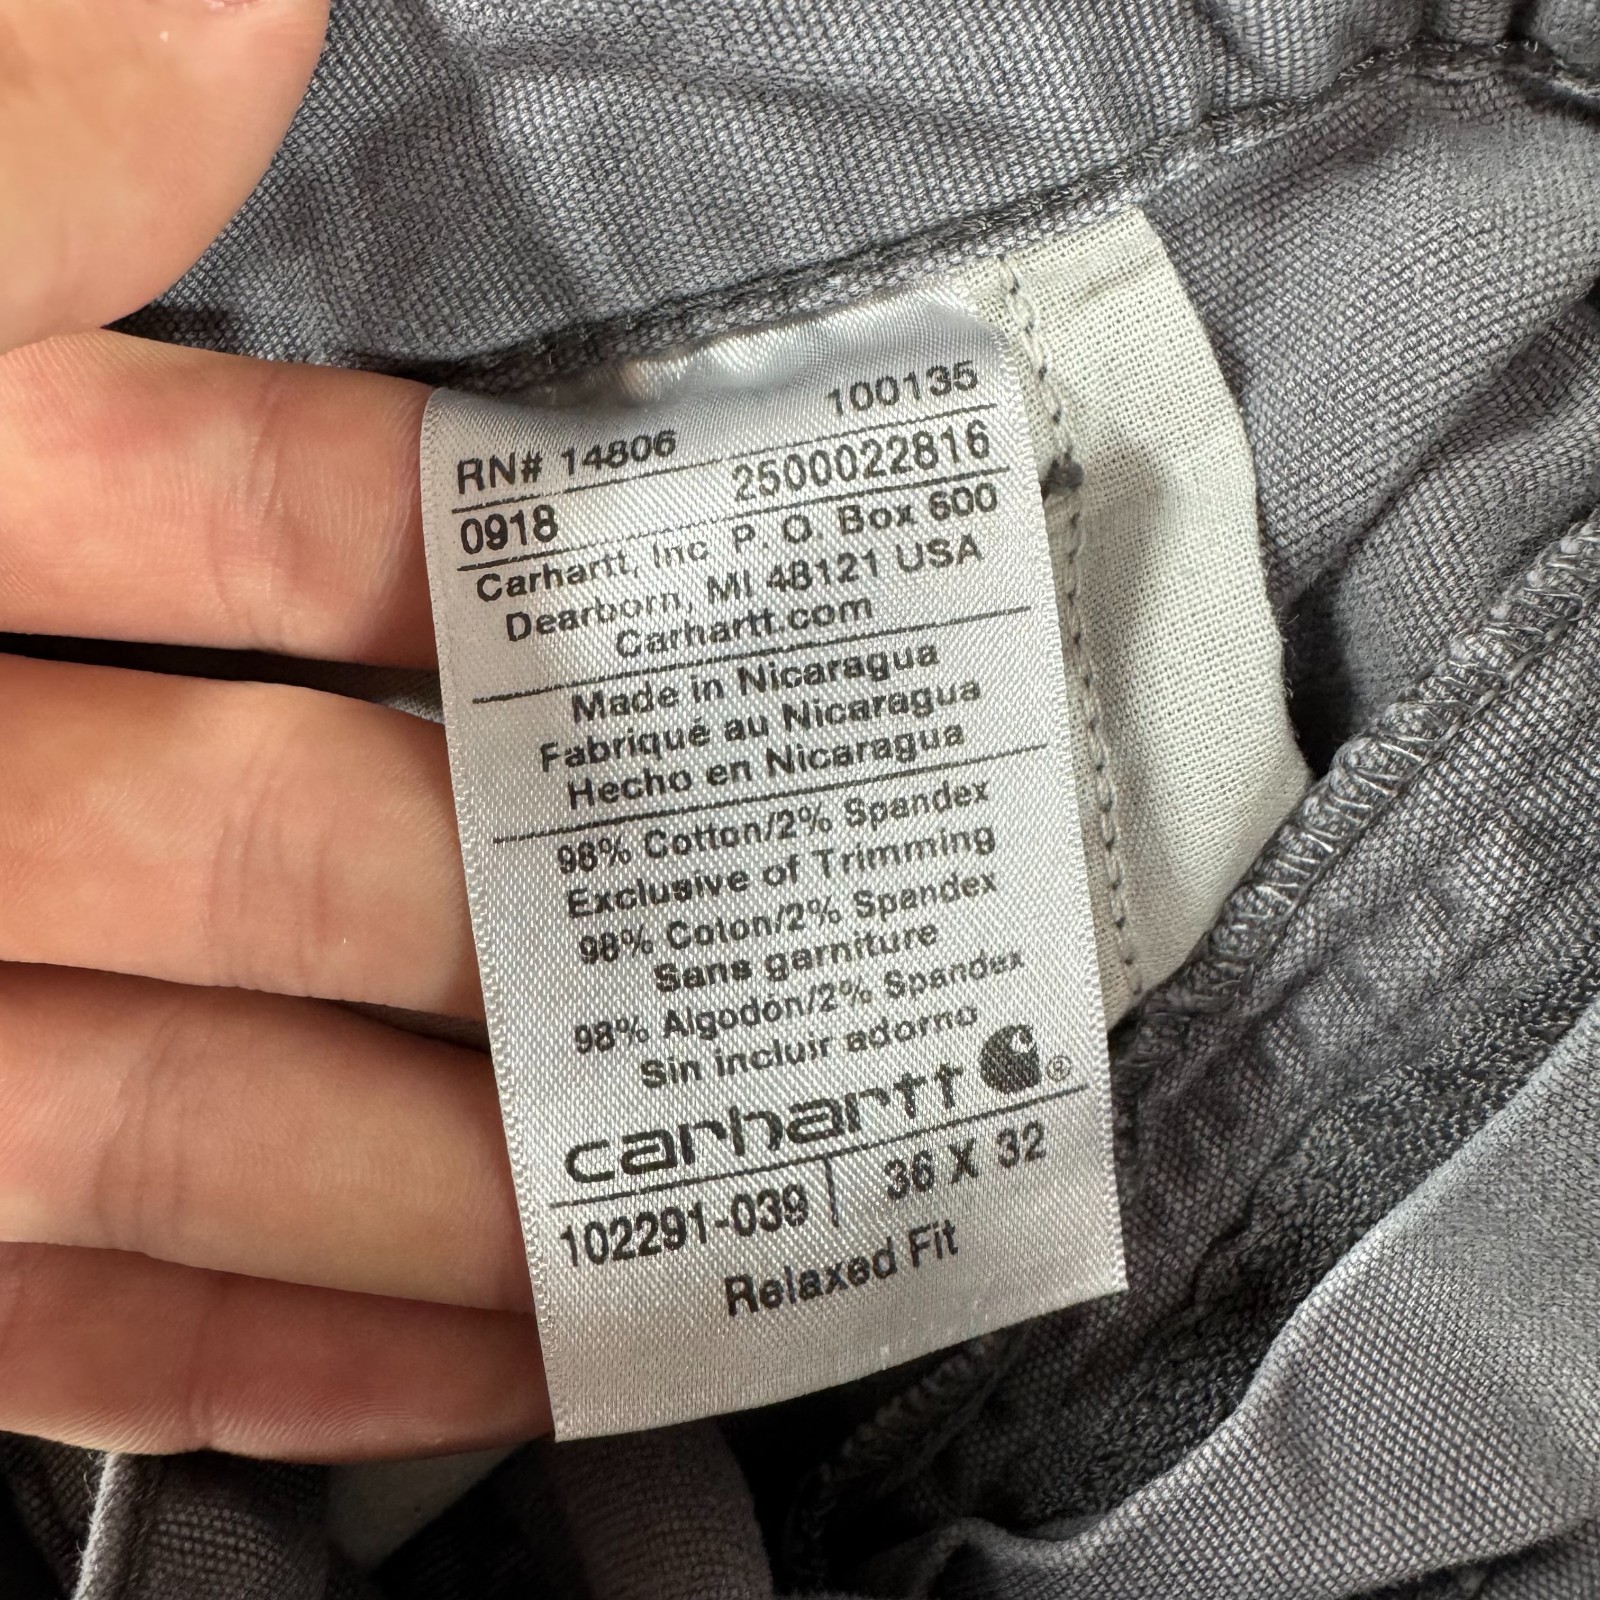 100135
RN# 14806
2500022816
0918
Carhartt, Inc P. O. Box 600
Dearborn, MI 48121 USA
Carhartt.com
Made in Nicaragua
Fabriqué au Nicaragua
Hecho en Nicaragua
98% Cotton/2% Spandex
Exclusive of Trimming
98% Coton/2% Spandex
Sans garniture
98% Algodón/2% Spandex
Sin incluir adorno
carhartt ®
102291-039 | 36 X 32
Relaxed Fit